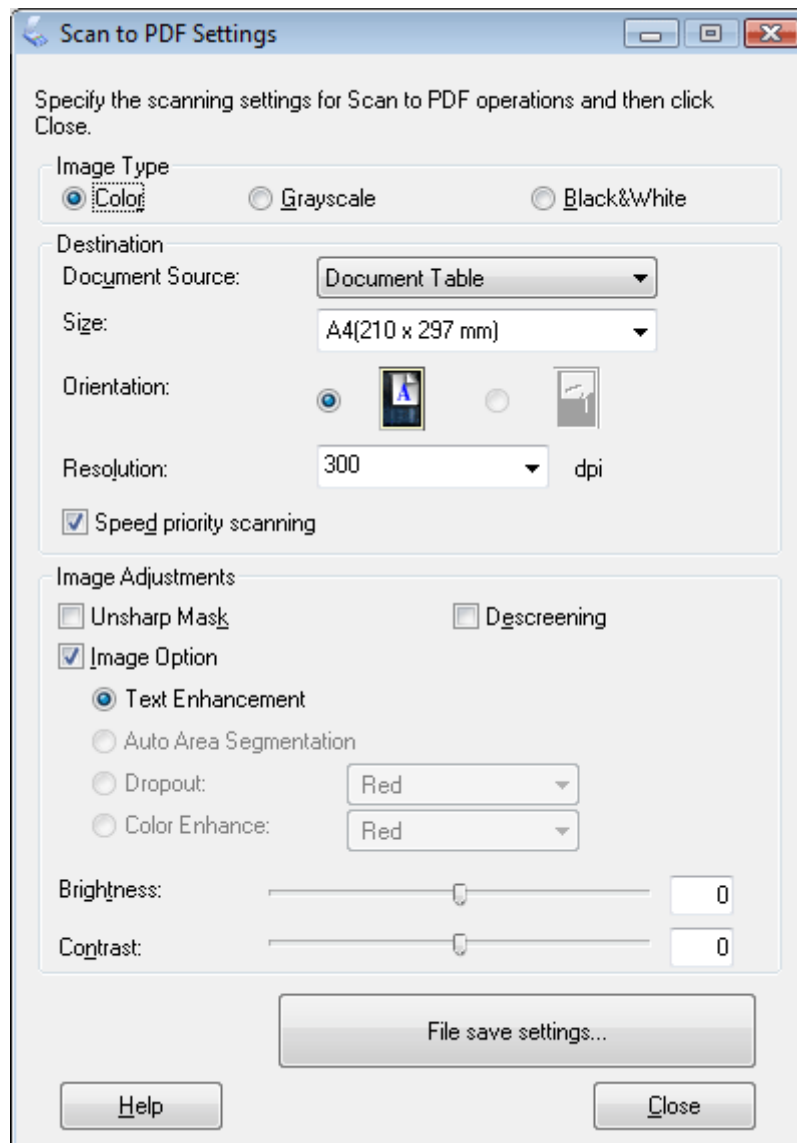 Scan to PDF Settings
Specify the scanning settings for Scan to PDF operations and then click
Close.
Image Type
Color
Grayscale
Black&White
Destination
Document Source:
Document Table
Size:
A4(210 x 297 mm)
Orientation:
A
Resolution:
300
dpi
Speed priority scanning
Image Adjustments
Unsharp Mask
Descreening
Image Option
Text Enhancement
Auto Area Segmentation
Dropout:
Red
Color Enhance:
Red
Brightness:
0
Contrast:
0
File save settings...
Help
Close